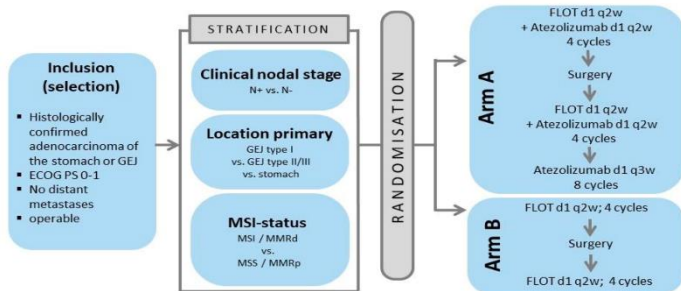 Inclusion
(selection)
▪ Histologically
confirmed
adenocarcinoma
of the stomach or GEJ
▪ ECOG PS 0-1
▪ No distant
metastases
▪ operable
STRATIFICATION
Clinical nodal stage
N+ vs. N-
Location primary
GEJ type I
vs. GEJ type II/III
vs. stomach
MSI-status
MSI / MMRd
vs.
MSS / MMRp
RANDOMISATION
Arm A
FLOT d1 q2w
+ Atezolizumab d1 q2w
4 cycles
Surgery
FLOT d1 q2w
+ Atezolizumab d1 q2w
4 cycles
Atezolizumab d1 q3w
8 cycles
Arm B
FLOT d1 q2w; 4 cycles
Surgery
FLOT d1 q2w; 4 cycles